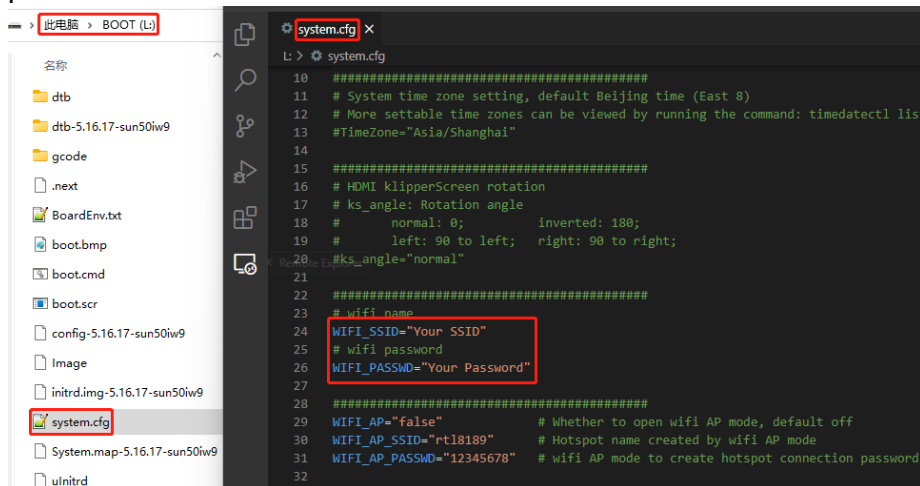 此电脑 > BOOT (L:)
名称
dtb
dtb-5.16.17-sun50iw9
gcode
.next
BoardEnv.txt
boot.bmp
boot.cmd
boot.scr
config-5.16.17-sun50iw9
Image
initrd.img-5.16.17-sun50iw9
system.cfg
System.map-5.16.17-sun50iw9
uInitrd
system.cfg ×
L: > system.cfg
10 ###########################################
11 # System time zone setting, default Beijing time (East 8)
12 # More settable time zones can be viewed by running the command: timedatectl lis
13 #TimeZone="Asia/Shanghai"
14
15 ###########################################
16 # HDMI klipperScreen rotation
17 # ks_angle: Rotation angle
18 # normal: 0; inverted: 180;
19 # left: 90 to left; right: 90 to right;
20 #ks_angle="normal"
21
22 ###########################################
23 # wifi name
24 WIFI_SSID="Your SSID"
25 # wifi password
26 WIFI_PASSWD="Your Password"
27
28 ###########################################
29 WIFI_AP="false" # Whether to open wifi AP mode, default off
30 WIFI_AP_SSID="rtl8189" # Hotspot name created by wifi AP mode
31 WIFI_AP_PASSWD="12345678" # wifi AP mode to create hotspot connection password
32